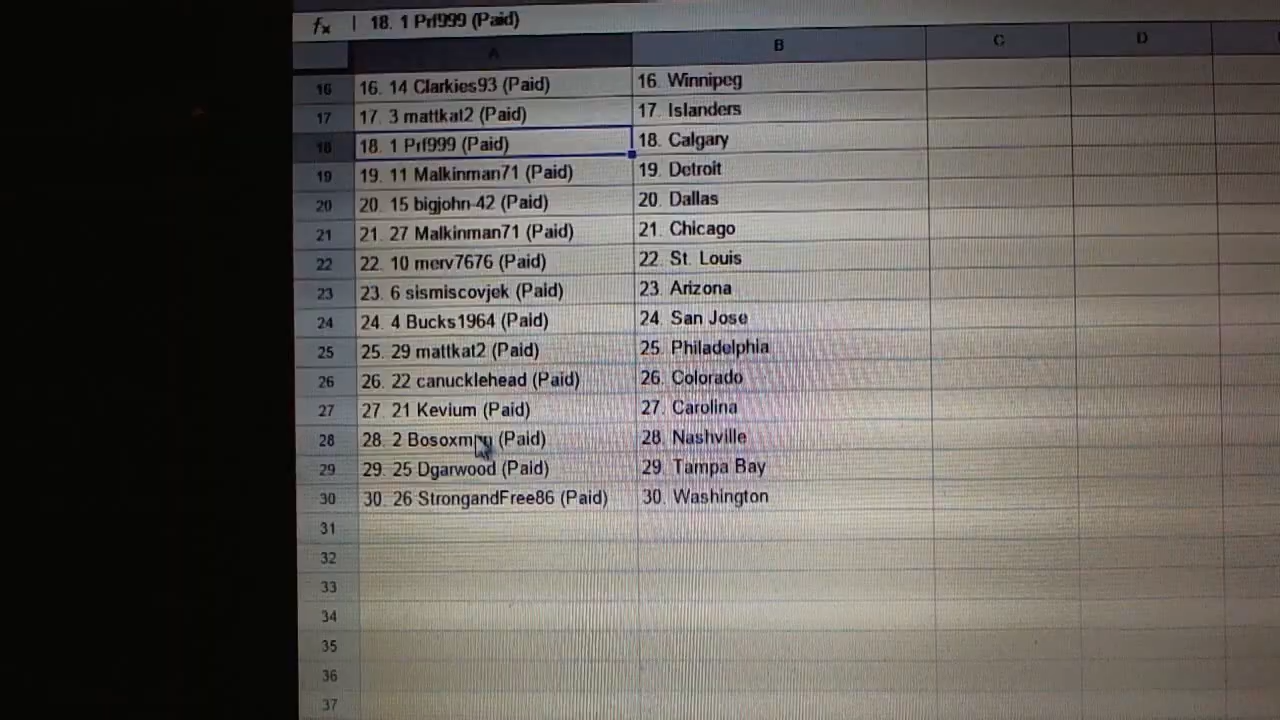 fx 18. 1 Prf999 (Paid)
A B C D
16 16. 14 Clarkies93 (Paid) 16. Winnipeg
17 17. 3 mattkat2 (Paid) 17. Islanders
18 18. 1 Prf999 (Paid) 18. Calgary
19 19. 11 Malkinman71 (Paid) 19. Detroit
20 20. 15 bigjohn-42 (Paid) 20. Dallas
21 21. 27 Malkinman71 (Paid) 21. Chicago
22 22. 10 merv7676 (Paid) 22. St. Louis
23 23. 6 sismiscovjek (Paid) 23. Arizona
24 24. 4 Bucks1964 (Paid) 24. San Jose
25 25. 29 mattkat2 (Paid) 25. Philadelphia
26 26. 22 canucklehead (Paid) 26. Colorado
27 27. 21 Kevium (Paid) 27. Carolina
28 28. 2 (Paid) 28. Nashville
29 29. 25 Dgarwood (Paid) 29. Tampa Bay
30 30. 26 StrongandFree86 (Paid) 30. Washington
31
32
33
34
35
36
37